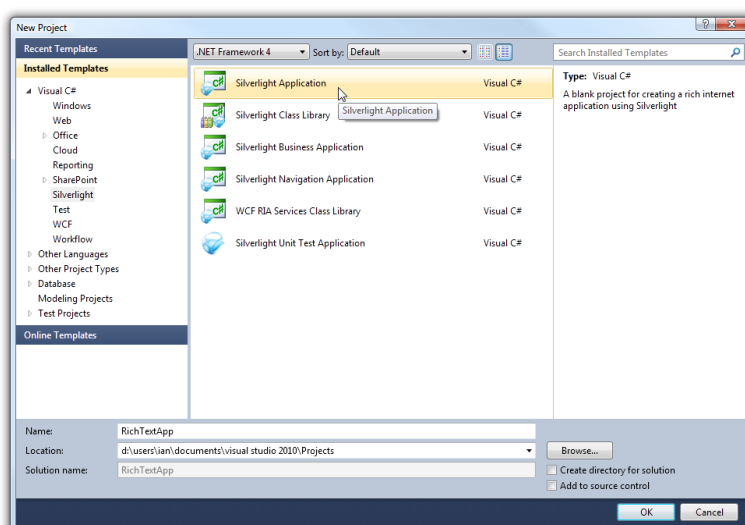 New Project
Recent Templates
Installed Templates
Visual C#
Windows
Web
Office
Cloud
Reporting
SharePoint
Silverlight
Test
WCF
Workflow
Other Languages
Other Project Types
Database
Modeling Projects
Test Projects
Online Templates
.NET Framework 4 Sort by: Default
Silverlight Application Visual C#
Silverlight Class Library Visual C#
Silverlight Application
Silverlight Business Application Visual C#
Silverlight Navigation Application Visual C#
WCF RIA Services Class Library Visual C#
Silverlight Unit Test Application Visual C#
Search Installed Templates
Type: Visual C#
A blank project for creating a rich internet
application using Silverlight
Name: RichTextApp
Location: d:\users\ian\documents\visual studio 2010\Projects Browse...
Solution name: RichTextApp
Create directory for solution
Add to source control
OK Cancel